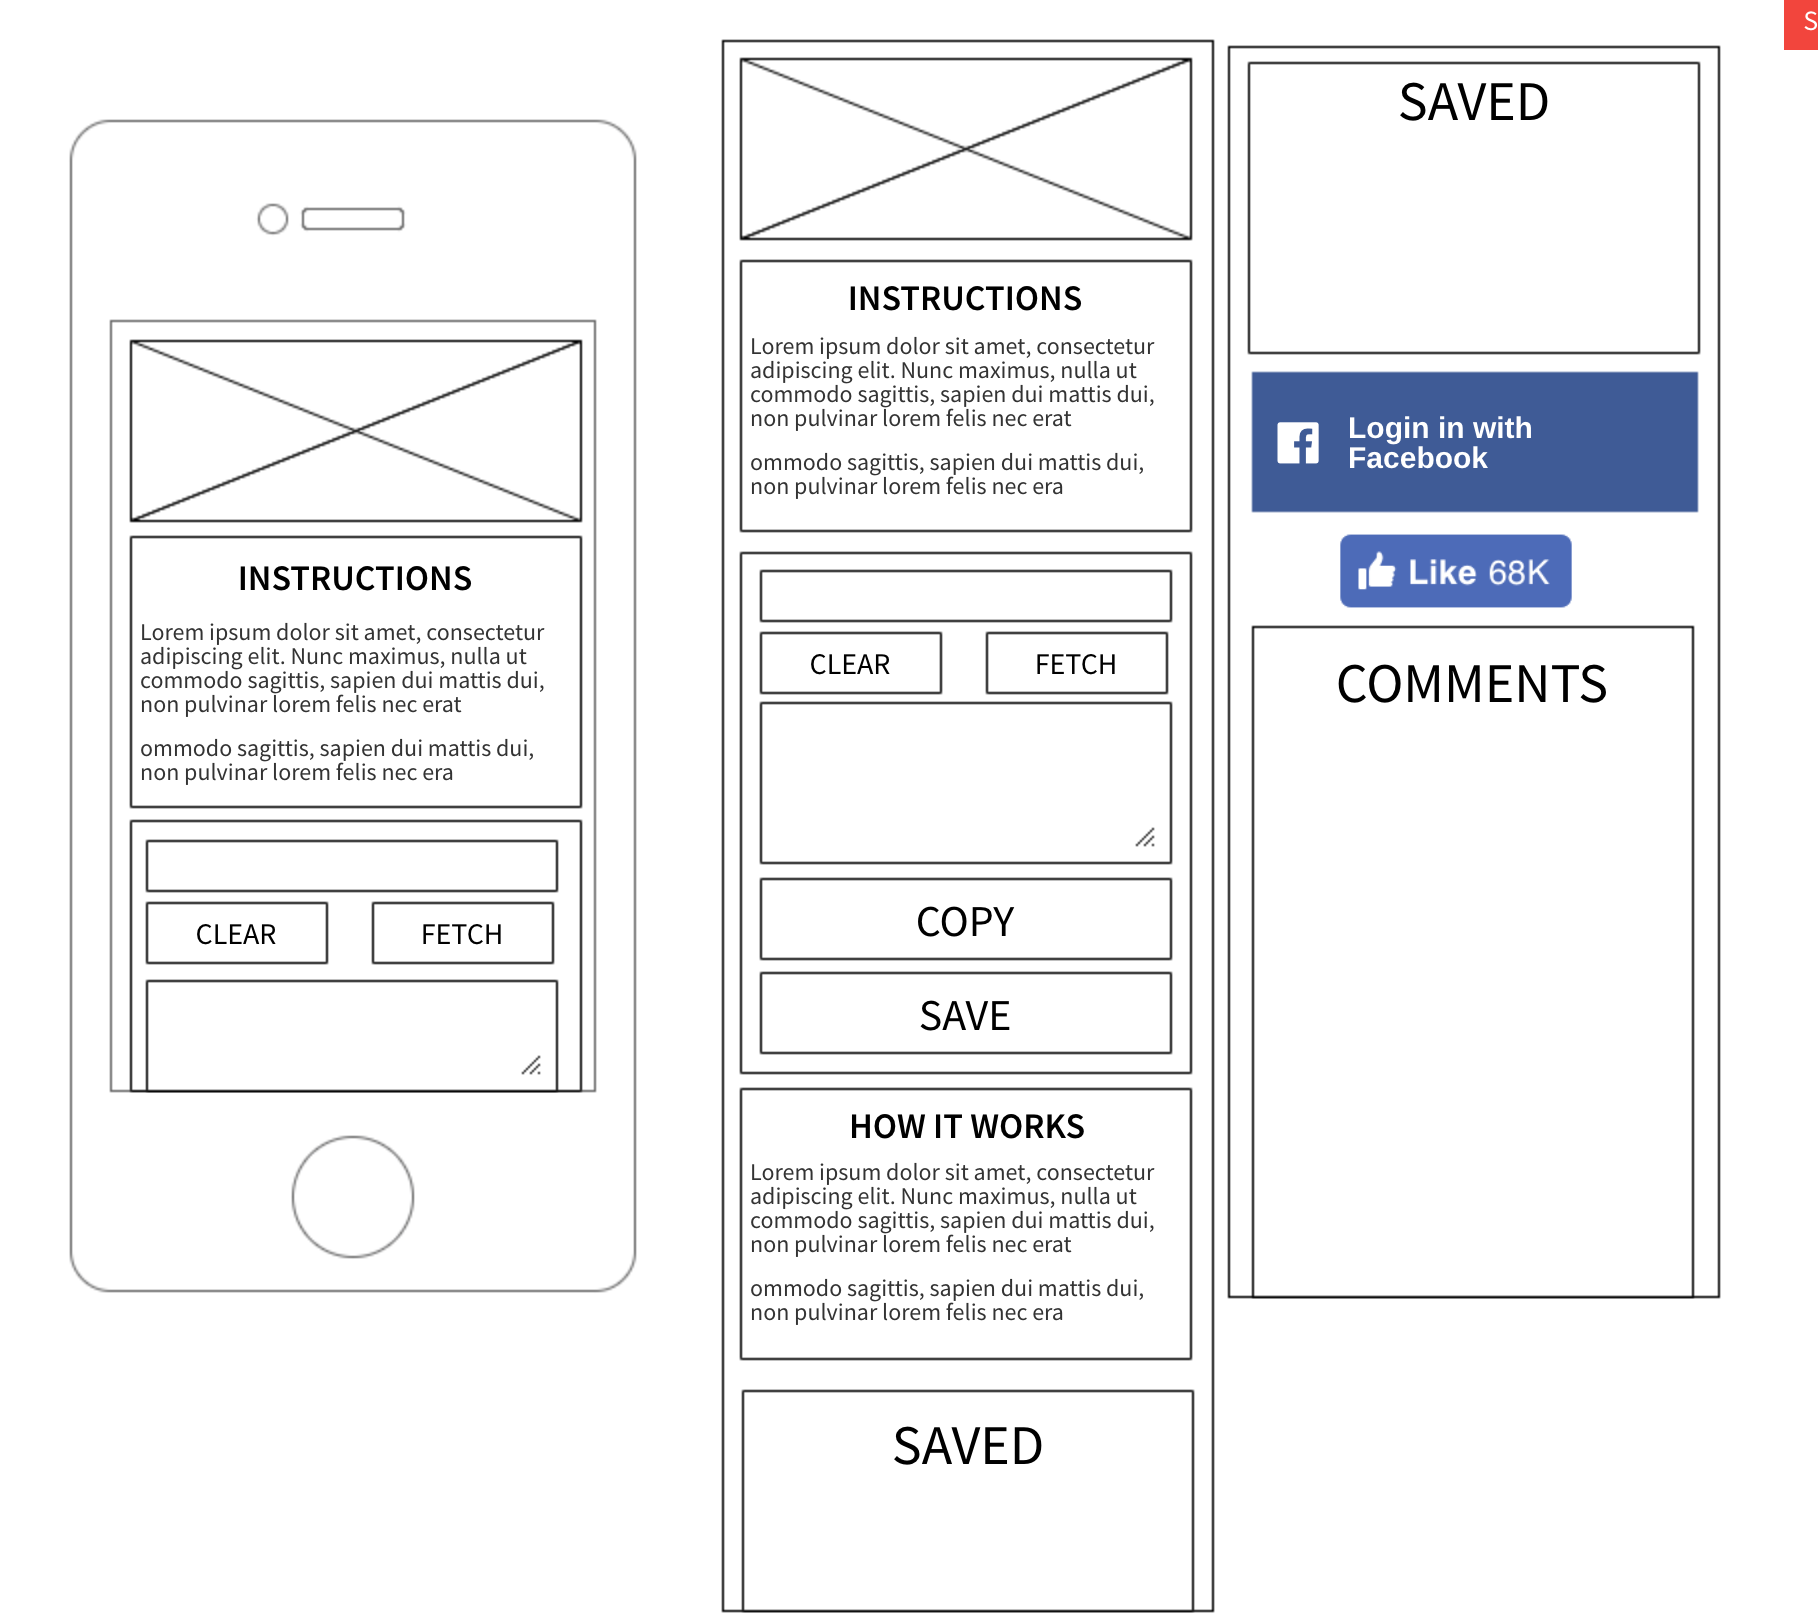 INSTRUCTIONS
Lorem ipsum dolor sit amet, consectetur
adipiscing elit. Nunc maximus, nulla ut
commodo sagittis, sapien dui mattis dui,
non pulvinar lorem felis nec erat
ommodo sagittis, sapien dui mattis dui,
non pulvinar lorem felis nec era
CLEAR FETCH
INSTRUCTIONS
Lorem ipsum dolor sit amet, consectetur
adipiscing elit. Nunc maximus, nulla ut
commodo sagittis, sapien dui mattis dui,
non pulvinar lorem felis nec erat
ommodo sagittis, sapien dui mattis dui,
non pulvinar lorem felis nec era
CLEAR FETCH
COPY
SAVE
HOW IT WORKS
Lorem ipsum dolor sit amet, consectetur
adipiscing elit. Nunc maximus, nulla ut
commodo sagittis, sapien dui mattis dui,
non pulvinar lorem felis nec erat
ommodo sagittis, sapien dui mattis dui,
non pulvinar lorem felis nec era
SAVED
SAVED
Login in with
Facebook
Like 68K
COMMENTS